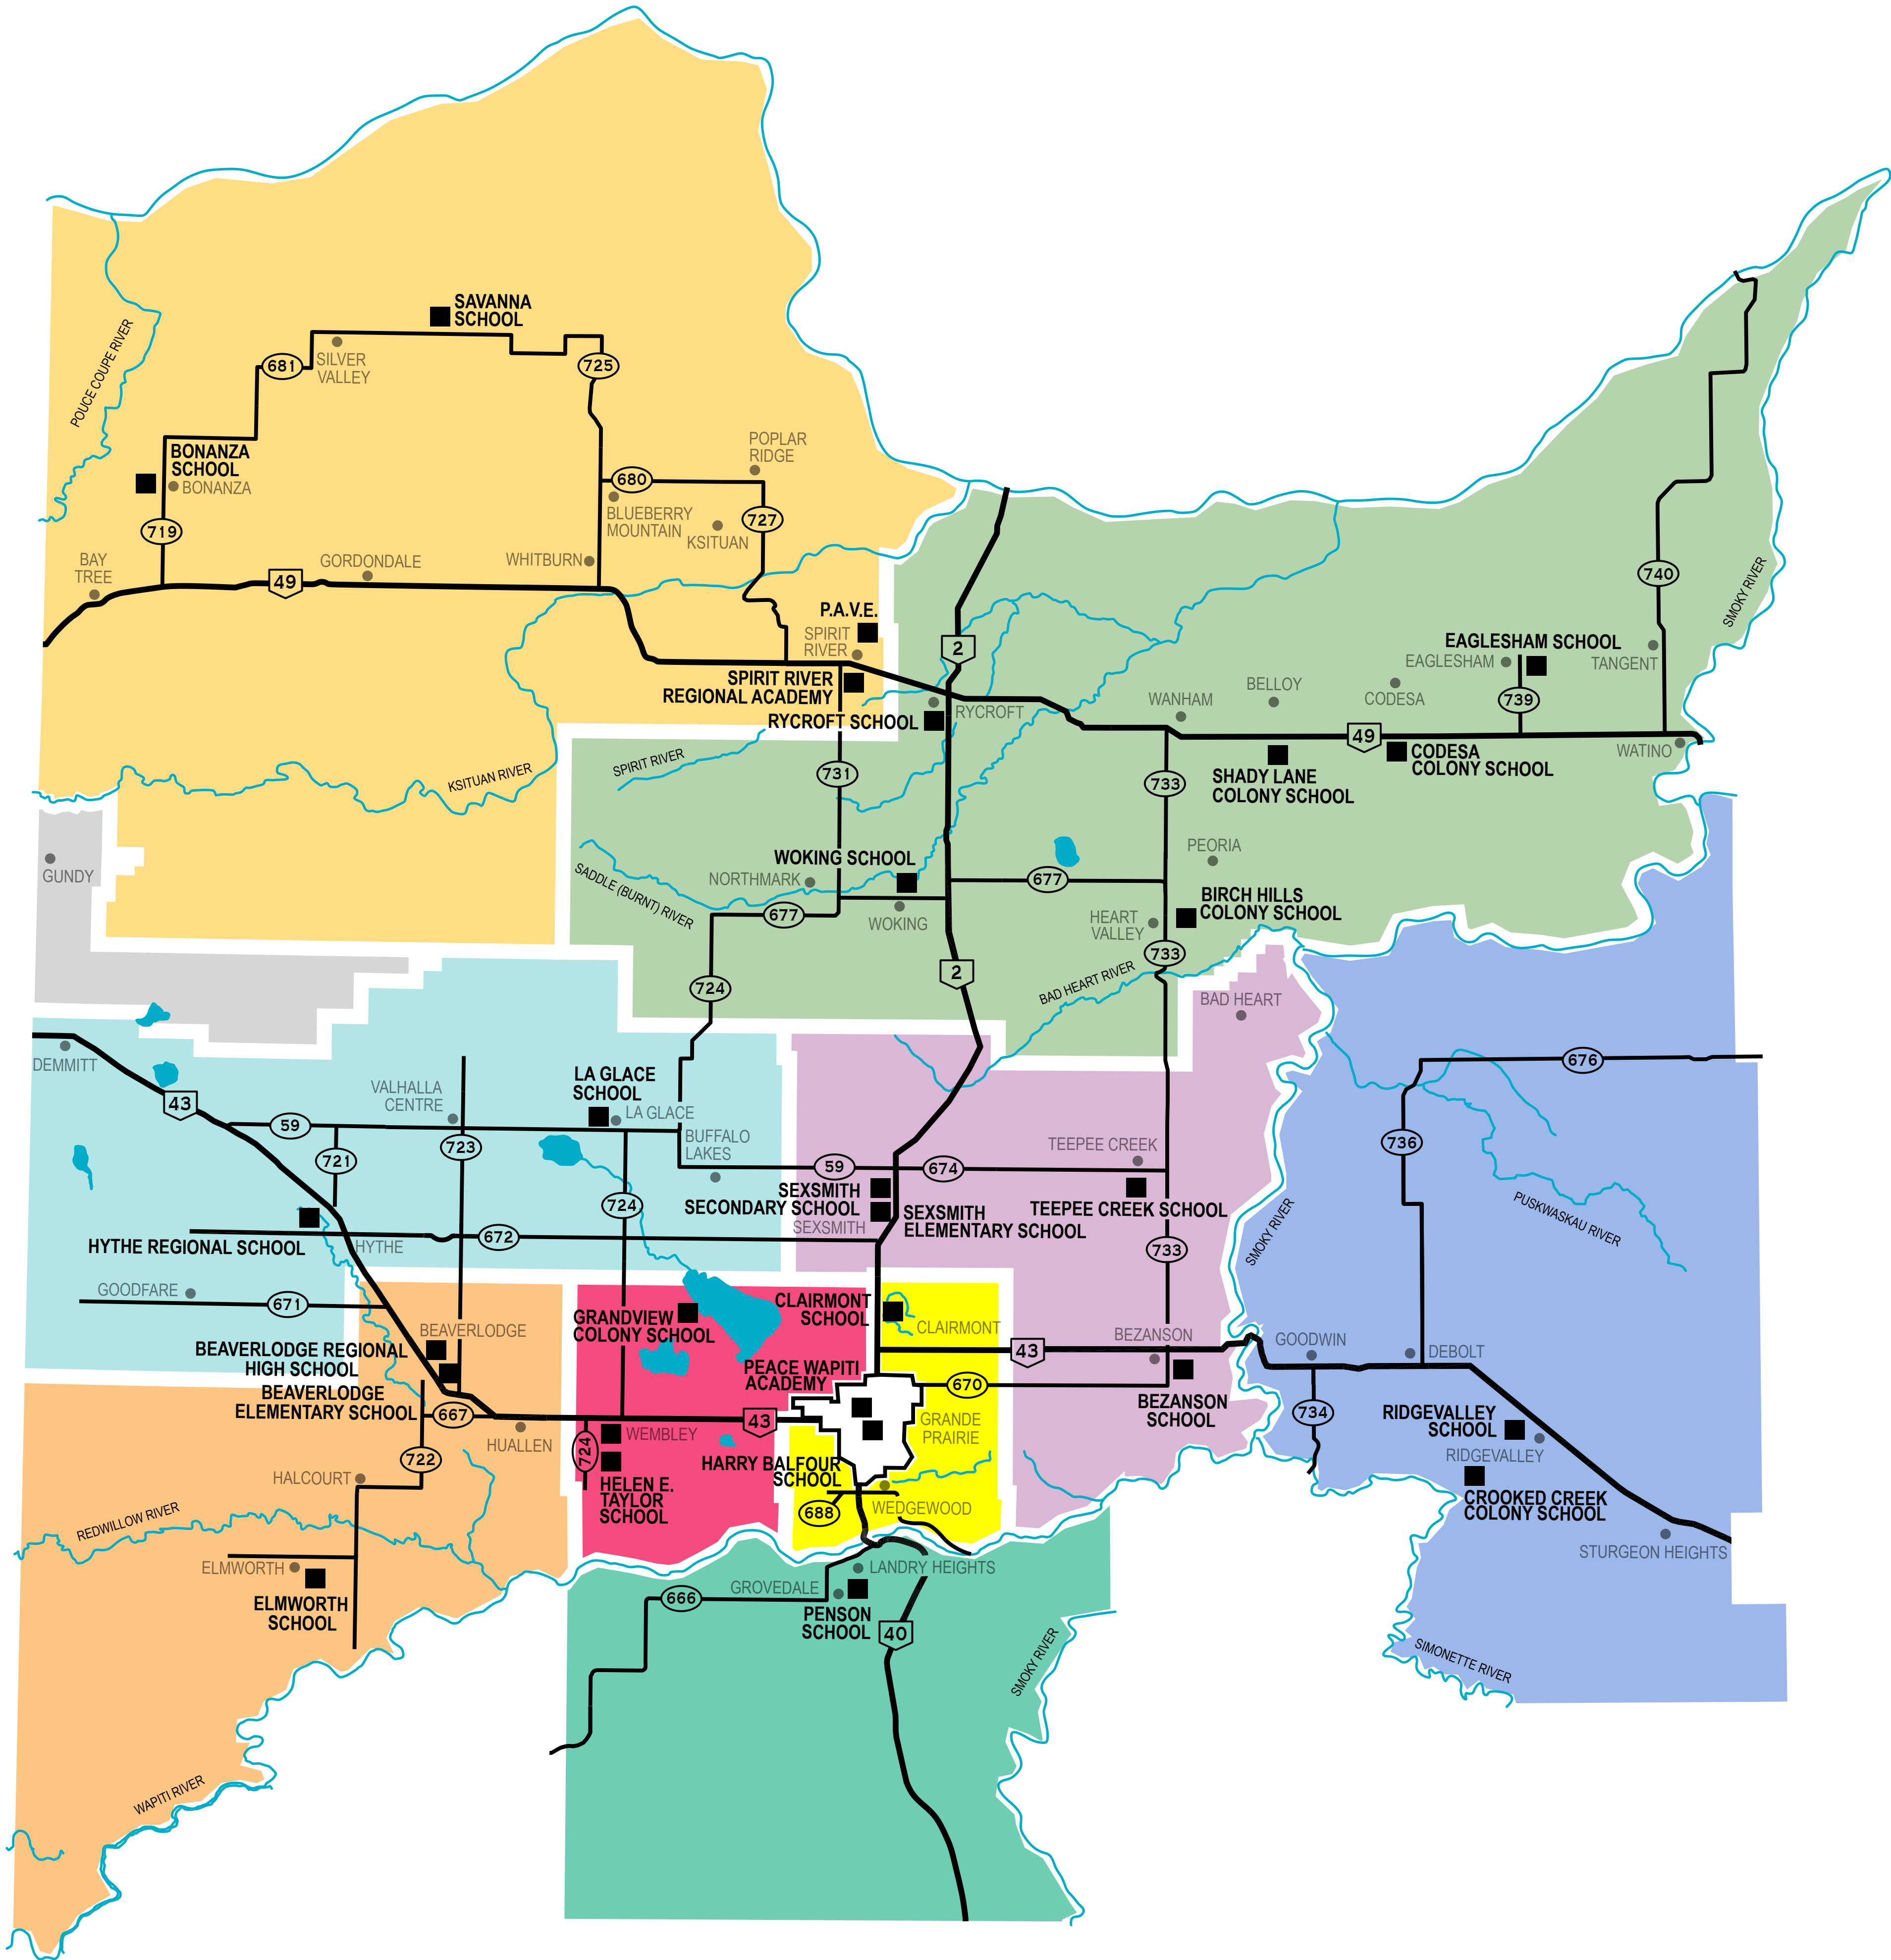 SAVANNA
SCHOOL
681
SILVER
VALLEY
725
POUCE COUPE RIVER
BONANZA
SCHOOL
BONANZA
719
POPLAR
RIDGE
680
BLUEBERRY
MOUNTAIN
727
KSITUAN
BAY
TREE
49
GORDONDALE
WHITBURN
P.A.V.E.
SPIRIT
RIVER
SPIRIT RIVER
REGIONAL ACADEMY
2
740
SMOKY RIVER
EAGLESHAM SCHOOL
EAGLESHAM
TANGENT
BELLOY
CODESA
739
WANHAM
RYCROFT SCHOOL
RYCROFT
49
WATINO
CODESA
COLONY SCHOOL
SHADY LANE
COLONY SCHOOL
733
731
SPIRIT RIVER
KSITUAN RIVER
GUNDY
WOKING SCHOOL
NORTHMARK
SADDLE (BURNT) RIVER
677
WOKING
677
PEORIA
BIRCH HILLS
COLONY SCHOOL
HEART
VALLEY
733
2
724
BAD HEART RIVER
BAD HEART
DEMMITT
43
VALHALLA
CENTRE
LA GLACE
SCHOOL
LA GLACE
59
721
723
BUFFALO
LAKES
59
674
TEEPEE CREEK
TEEPEE CREEK SCHOOL
676
736
PUSKWASKAU RIVER
SMOKY RIVER
724
SEXSMITH
SECONDARY SCHOOL
SEXSMITH
SEXSMITH
ELEMENTARY SCHOOL
HYTHE REGIONAL SCHOOL
HYTHE
672
733
GOODFARE
671
BEAVERLODGE
BEAVERLODGE REGIONAL
HIGH SCHOOL
BEAVERLODGE
ELEMENTARY SCHOOL
GRANDVIEW
COLONY SCHOOL
CLAIRMONT
SCHOOL
CLAIRMONT
43
BEZANSON
BEZANSON
SCHOOL
GOODWIN
DEBOLT
PEACE WAPITI
ACADEMY
670
667
HUALLEN
43
GRANDE
PRAIRIE
734
RIDGEVALLEY
SCHOOL
RIDGEVALLEY
722
HALCOURT
724
WEMBLEY
HELEN E.
TAYLOR
SCHOOL
HARRY BALFOUR
SCHOOL
688
WEDGEWOOD
CROOKED CREEK
COLONY SCHOOL
STURGEON HEIGHTS
REDWILLOW RIVER
ELMWORTH
ELMWORTH
SCHOOL
LANDRY HEIGHTS
GROVEDALE
666
PENSON
SCHOOL
40
SMOKY RIVER
SIMONETTE RIVER
WAPITI RIVER